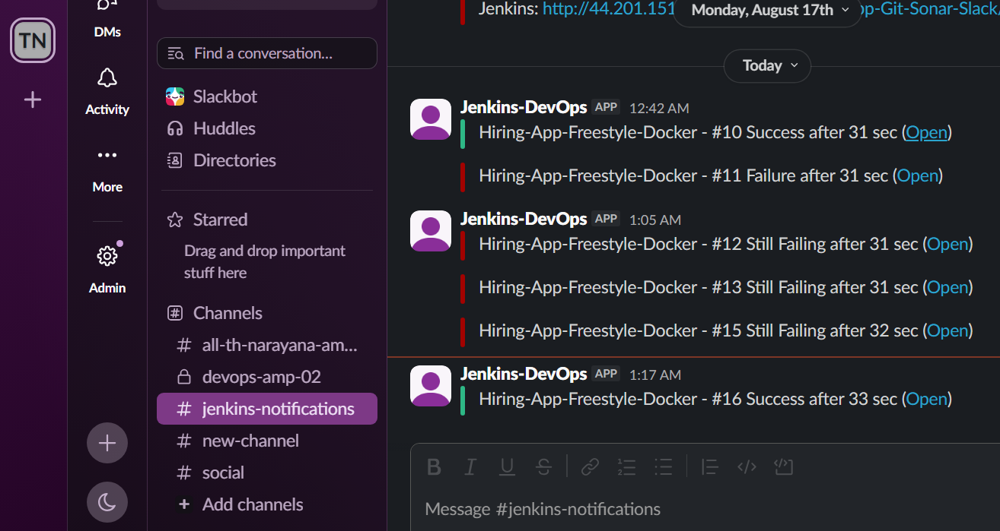 TN
DMs
Activity
More
Admin
Find a conversation...
Slackbot
Huddles
Directories
Starred
Drag and drop important
stuff here
Channels
all-th-narayana-am...
devops-amp-02
jenkins-notifications
new-channel
social
Add channels
Jenkins: http://44.201.151
Monday, August 17th
op-Git-Sonar-Slack/
Today
Jenkins-DevOps APP 12:42 AM
Hiring-App-Freestyle-Docker - #10 Success after 31 sec (Open)
Hiring-App-Freestyle-Docker - #11 Failure after 31 sec (Open)
Jenkins-DevOps APP 1:05 AM
Hiring-App-Freestyle-Docker - #12 Still Failing after 31 sec (Open)
Hiring-App-Freestyle-Docker - #13 Still Failing after 31 sec (Open)
Hiring-App-Freestyle-Docker - #15 Still Failing after 32 sec (Open)
Jenkins-DevOps APP 1:17 AM
Hiring-App-Freestyle-Docker - #16 Success after 33 sec (Open)
Message #jenkins-notifications